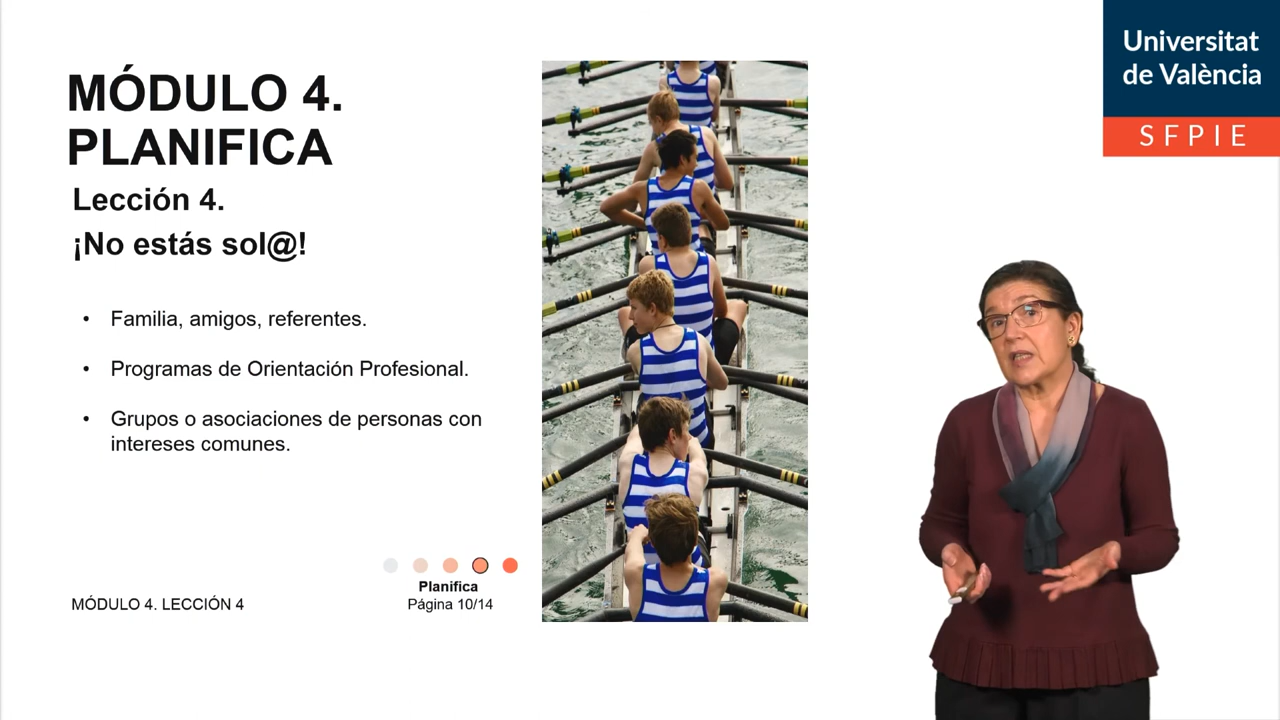 MÓDULO 4.
PLANIFICA
Lección 4.
¡No estás sol@!
• Familia, amigos, referentes.
• Programas de Orientación Profesional.
• Grupos o asociaciones de personas con
intereses comunes.
Planifica
Página 10/14
MÓDULO 4. LECCIÓN 4
Universitat
de València
SFPIE